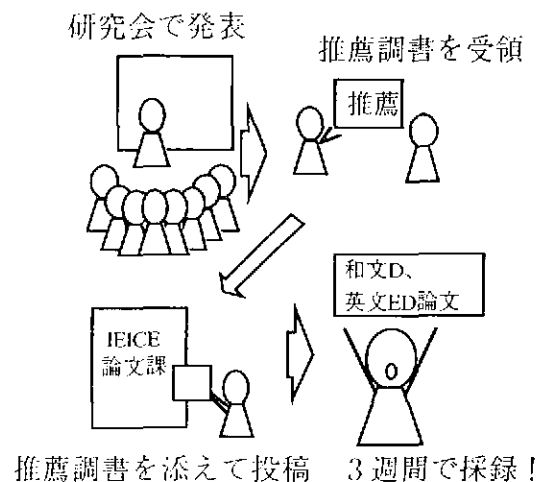 研究会で発表
推薦調書を受領
推薦
IEICE
論文課
和文D、
英文ED論文
推薦調書を添えて投稿
3週間で採録!